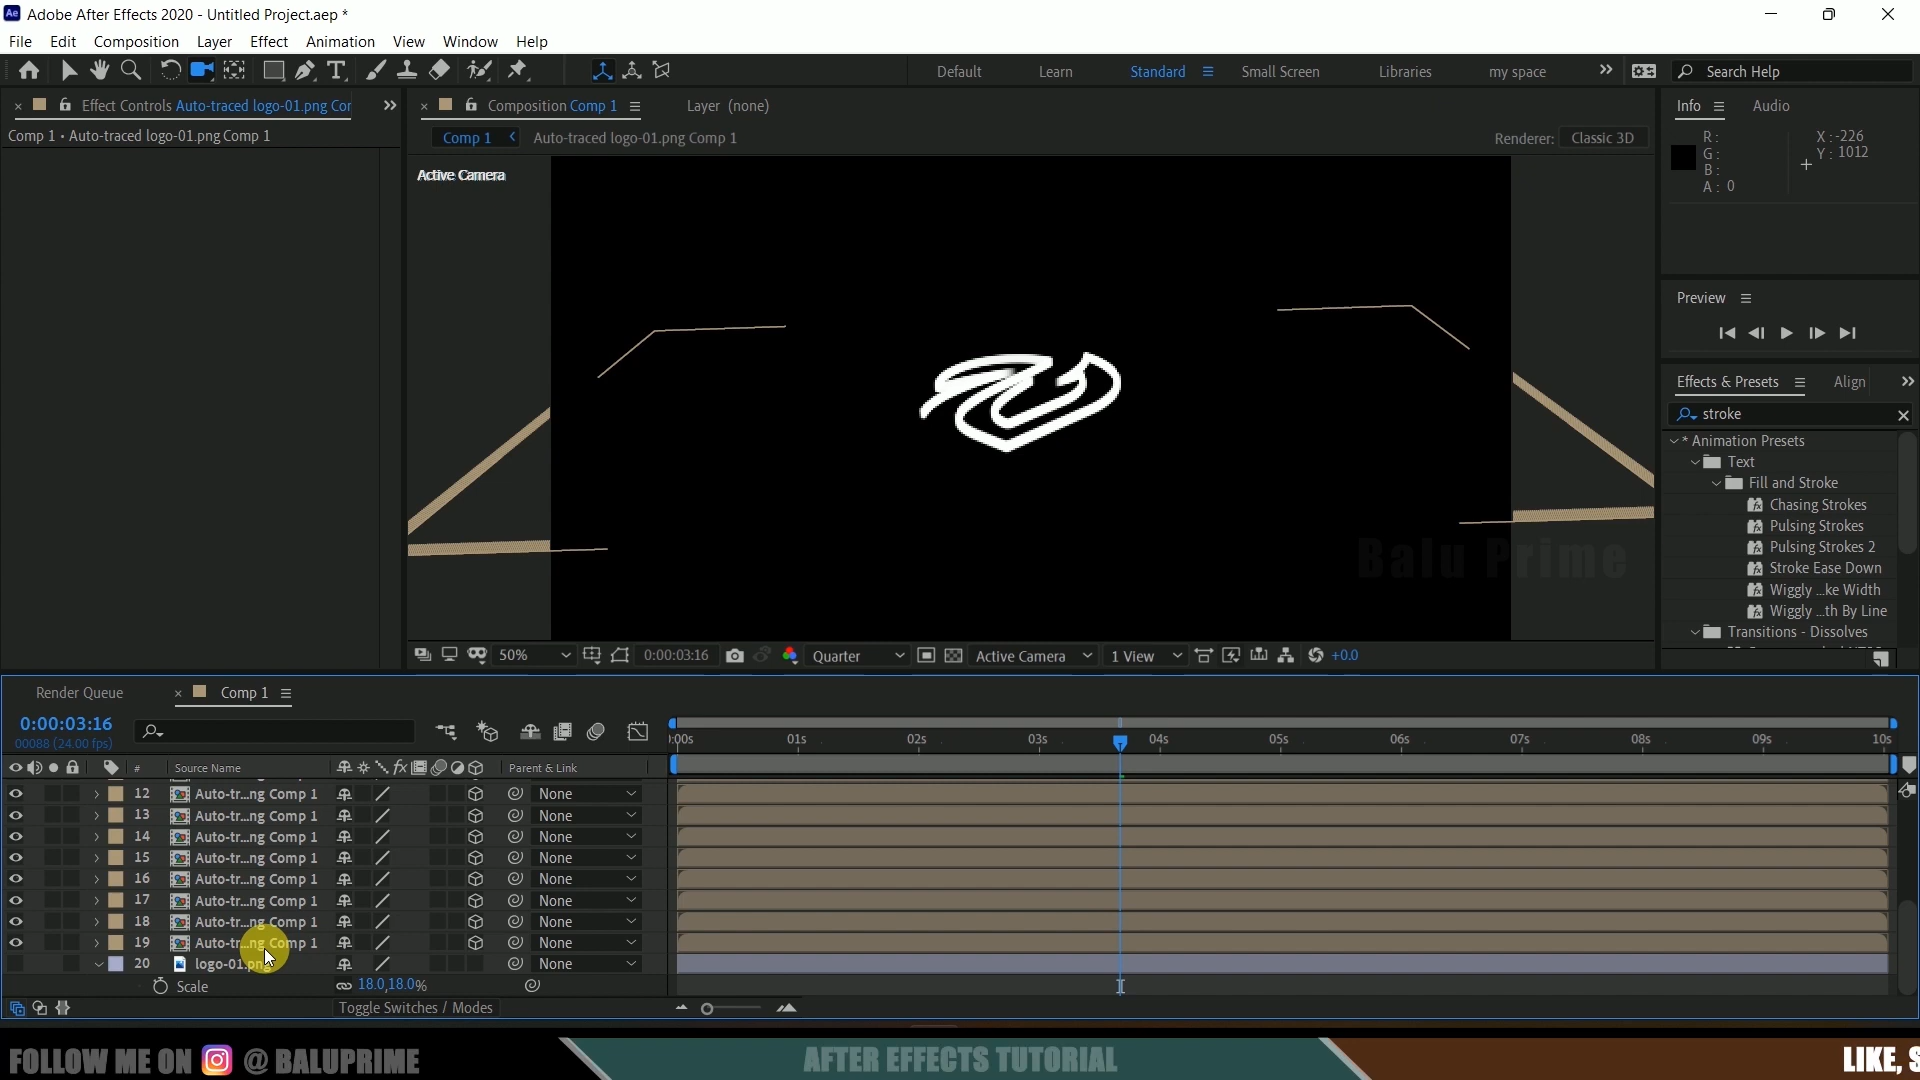 Ae Adobe After Effects 2020 - Untitled Project.aep *
File Edit Composition Layer Effect Animation View Window Help
Default Learn Standard Small Screen Libraries my space Search Help
Effect Controls Auto-traced logo-01.png Cor
Composition Comp 1
Layer (none)
Info Audio
Comp 1 • Auto-traced logo-01.png Comp 1
Comp 1 Auto-traced logo-01.png Comp 1
Renderer: Classic 3D
R:
G:
B:
A: 0
X: -226
Y: 1012
Active Camera
Preview
Effects & Presets Align
stroke
* Animation Presets
Text
Fill and Stroke
Chasing Strokes
Pulsing Strokes
Pulsing Strokes 2
Stroke Ease Down
Wiggly ...ke Width
Wiggly ...th By Line
Transitions - Dissolves
Balu Prime
50% 0:00:03:16 Quarter Active Camera 1 View +0.0
Render Queue Comp 1
0:00:03:16
00088 (24.00 fps)
:00s 01s 02s 03s 04s 05s 06s 07s 08s 09s 10s
# Source Name Parent & Link
12 Auto-tr...ng Comp 1 None
13 Auto-tr...ng Comp 1 None
14 Auto-tr...ng Comp 1 None
15 Auto-tr...ng Comp 1 None
16 Auto-tr...ng Comp 1 None
17 Auto-tr...ng Comp 1 None
18 Auto-tr...ng Comp 1 None
19 Auto-tr...ng Comp 1 None
20 logo-01.png None
Scale 18.0,18.0%
Toggle Switches / Modes
FOLLOW ME ON @ BALUPRIME
AFTER EFFECTS TUTORIAL
LIKE, S